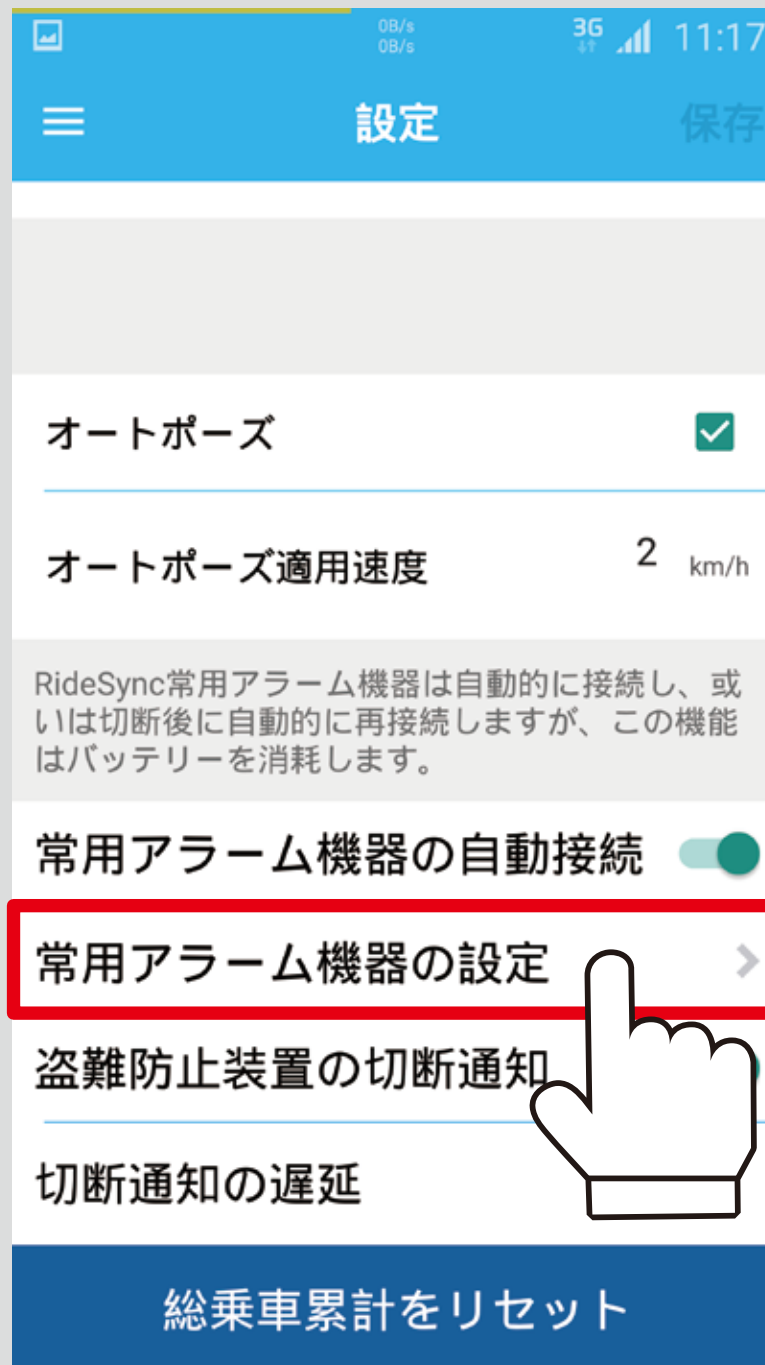 0B/s
0B/s
3G
11:17
設定
保存
オートポーズ
オートポーズ適用速度 2 km/h
RideSync常用アラーム機器は自動的に接続し、或
いは切断後に自動的に再接続しますが、この機能
はバッテリーを消耗します。
常用アラーム機器の自動接続
常用アラーム機器の設定
盗難防止装置の切断通知
切断通知の遅延
総乗車累計をリセット